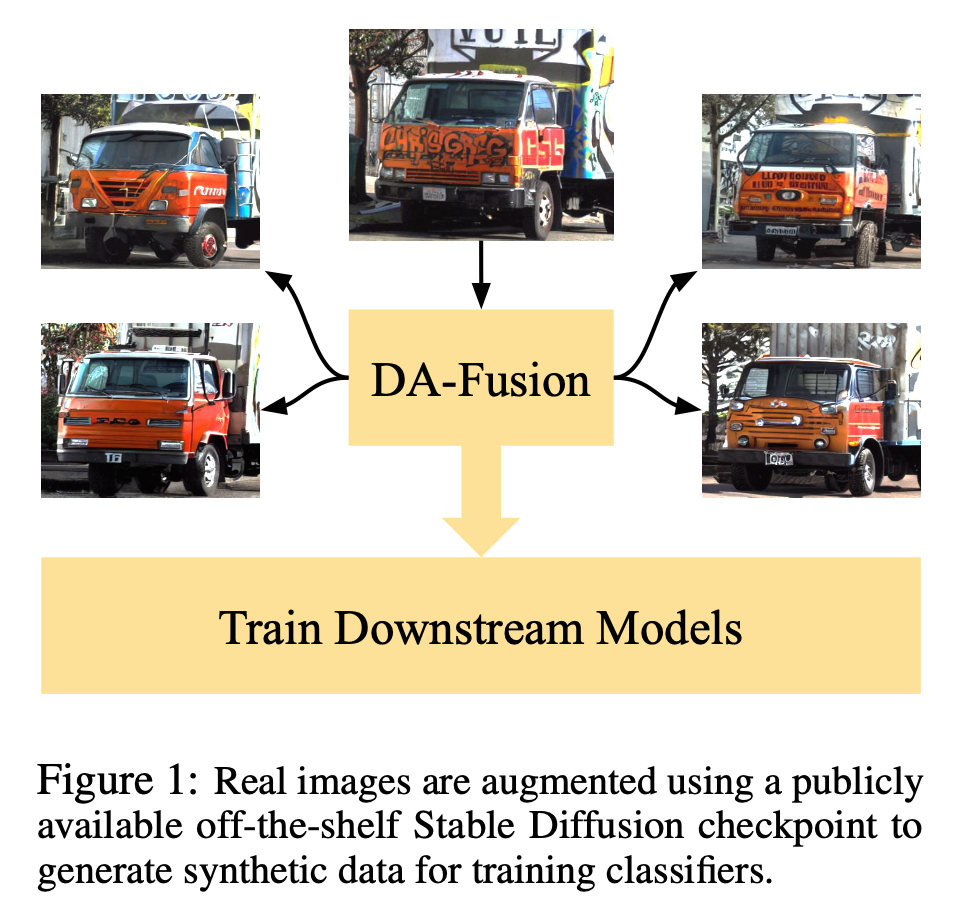 CSG
DA-Fusion
Train Downstream Models
Figure 1: Real images are augmented using a publicly
available off-the-shelf Stable Diffusion checkpoint to
generate synthetic data for training classifiers.